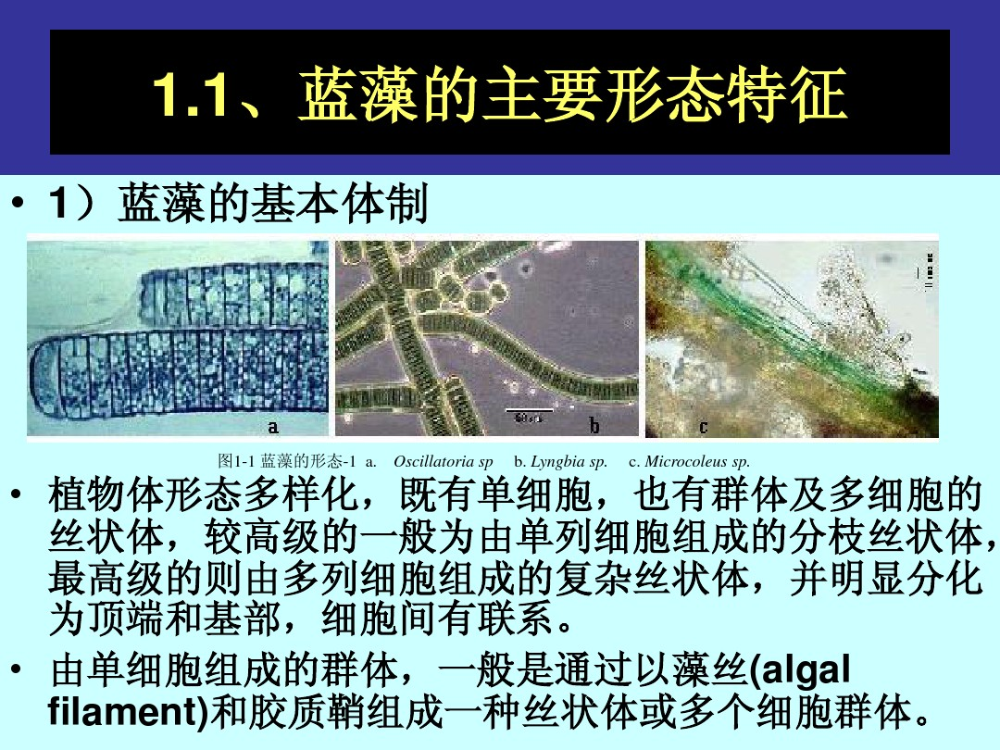 1.1、蓝藻的主要形态特征
• 1）蓝藻的基本体制
a b c
图1-1 蓝藻的形态-1 a. Oscillatoria sp b. Lyngbia sp. c. Microcoleus sp.
• 植物体形态多样化，既有单细胞，也有群体及多细胞的
丝状体，较高级的一般为由单列细胞组成的分枝丝状体，
最高级的则由多列细胞组成的复杂丝状体，并明显分化
为顶端和基部，细胞间有联系。
• 由单细胞组成的群体，一般是通过以藻丝(algal
filament)和胶质鞘组成一种丝状体或多个细胞群体。